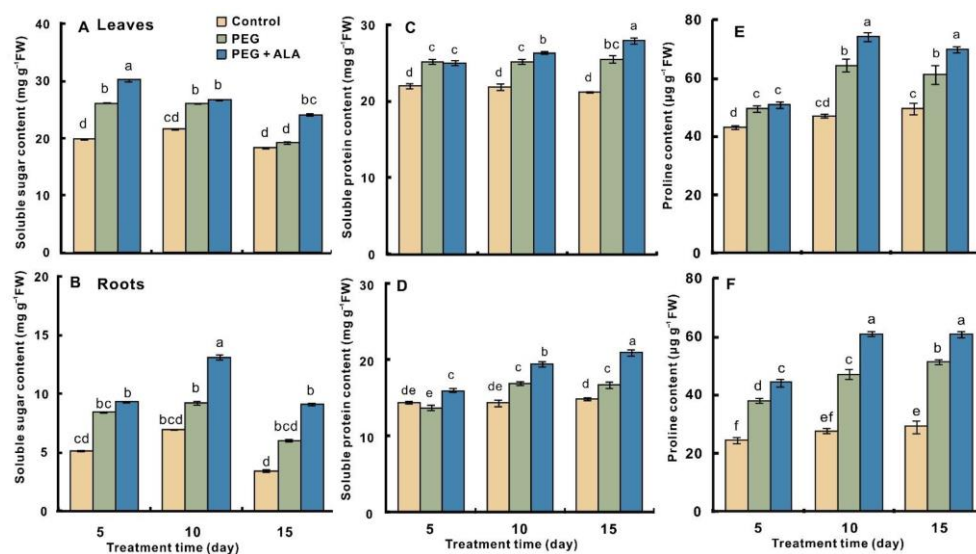 A Leaves
Control
PEG
PEG + ALA
Soluble sugar content (mg g⁻¹FW)
40
30
20
10
0
d
b
a
cd
b
b
d
d
bc
C
Soluble protein content (mg g⁻¹FW)
30
20
10
0
d
c
c
d
c
b
d
bc
a
E
Proline content (µg g⁻¹FW)
80
60
40
20
0
d
c
c
cd
b
a
c
b
a
B Roots
Soluble sugar content (mg g⁻¹FW)
20
15
10
5
0
cd
bc
b
bcd
b
a
d
bcd
b
5 10 15
Treatment time (day)
D
Soluble protein content (mg g⁻¹FW)
30
20
10
0
de
e
c
de
c
b
d
c
a
5 10 15
Treatment time (day)
F
Proline content (µg g⁻¹FW)
80
60
40
20
0
f
d
c
ef
c
a
e
b
a
5 10 15
Treatment time (day)